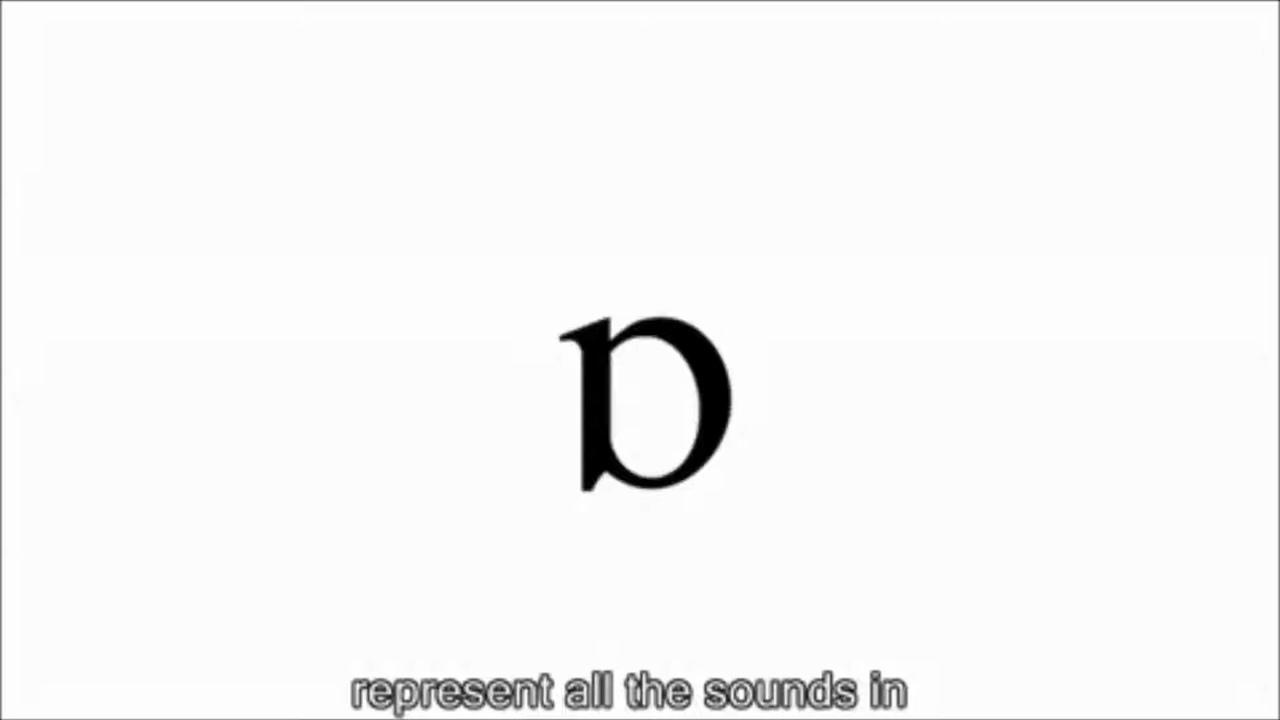 ɒ
represent all the sounds in